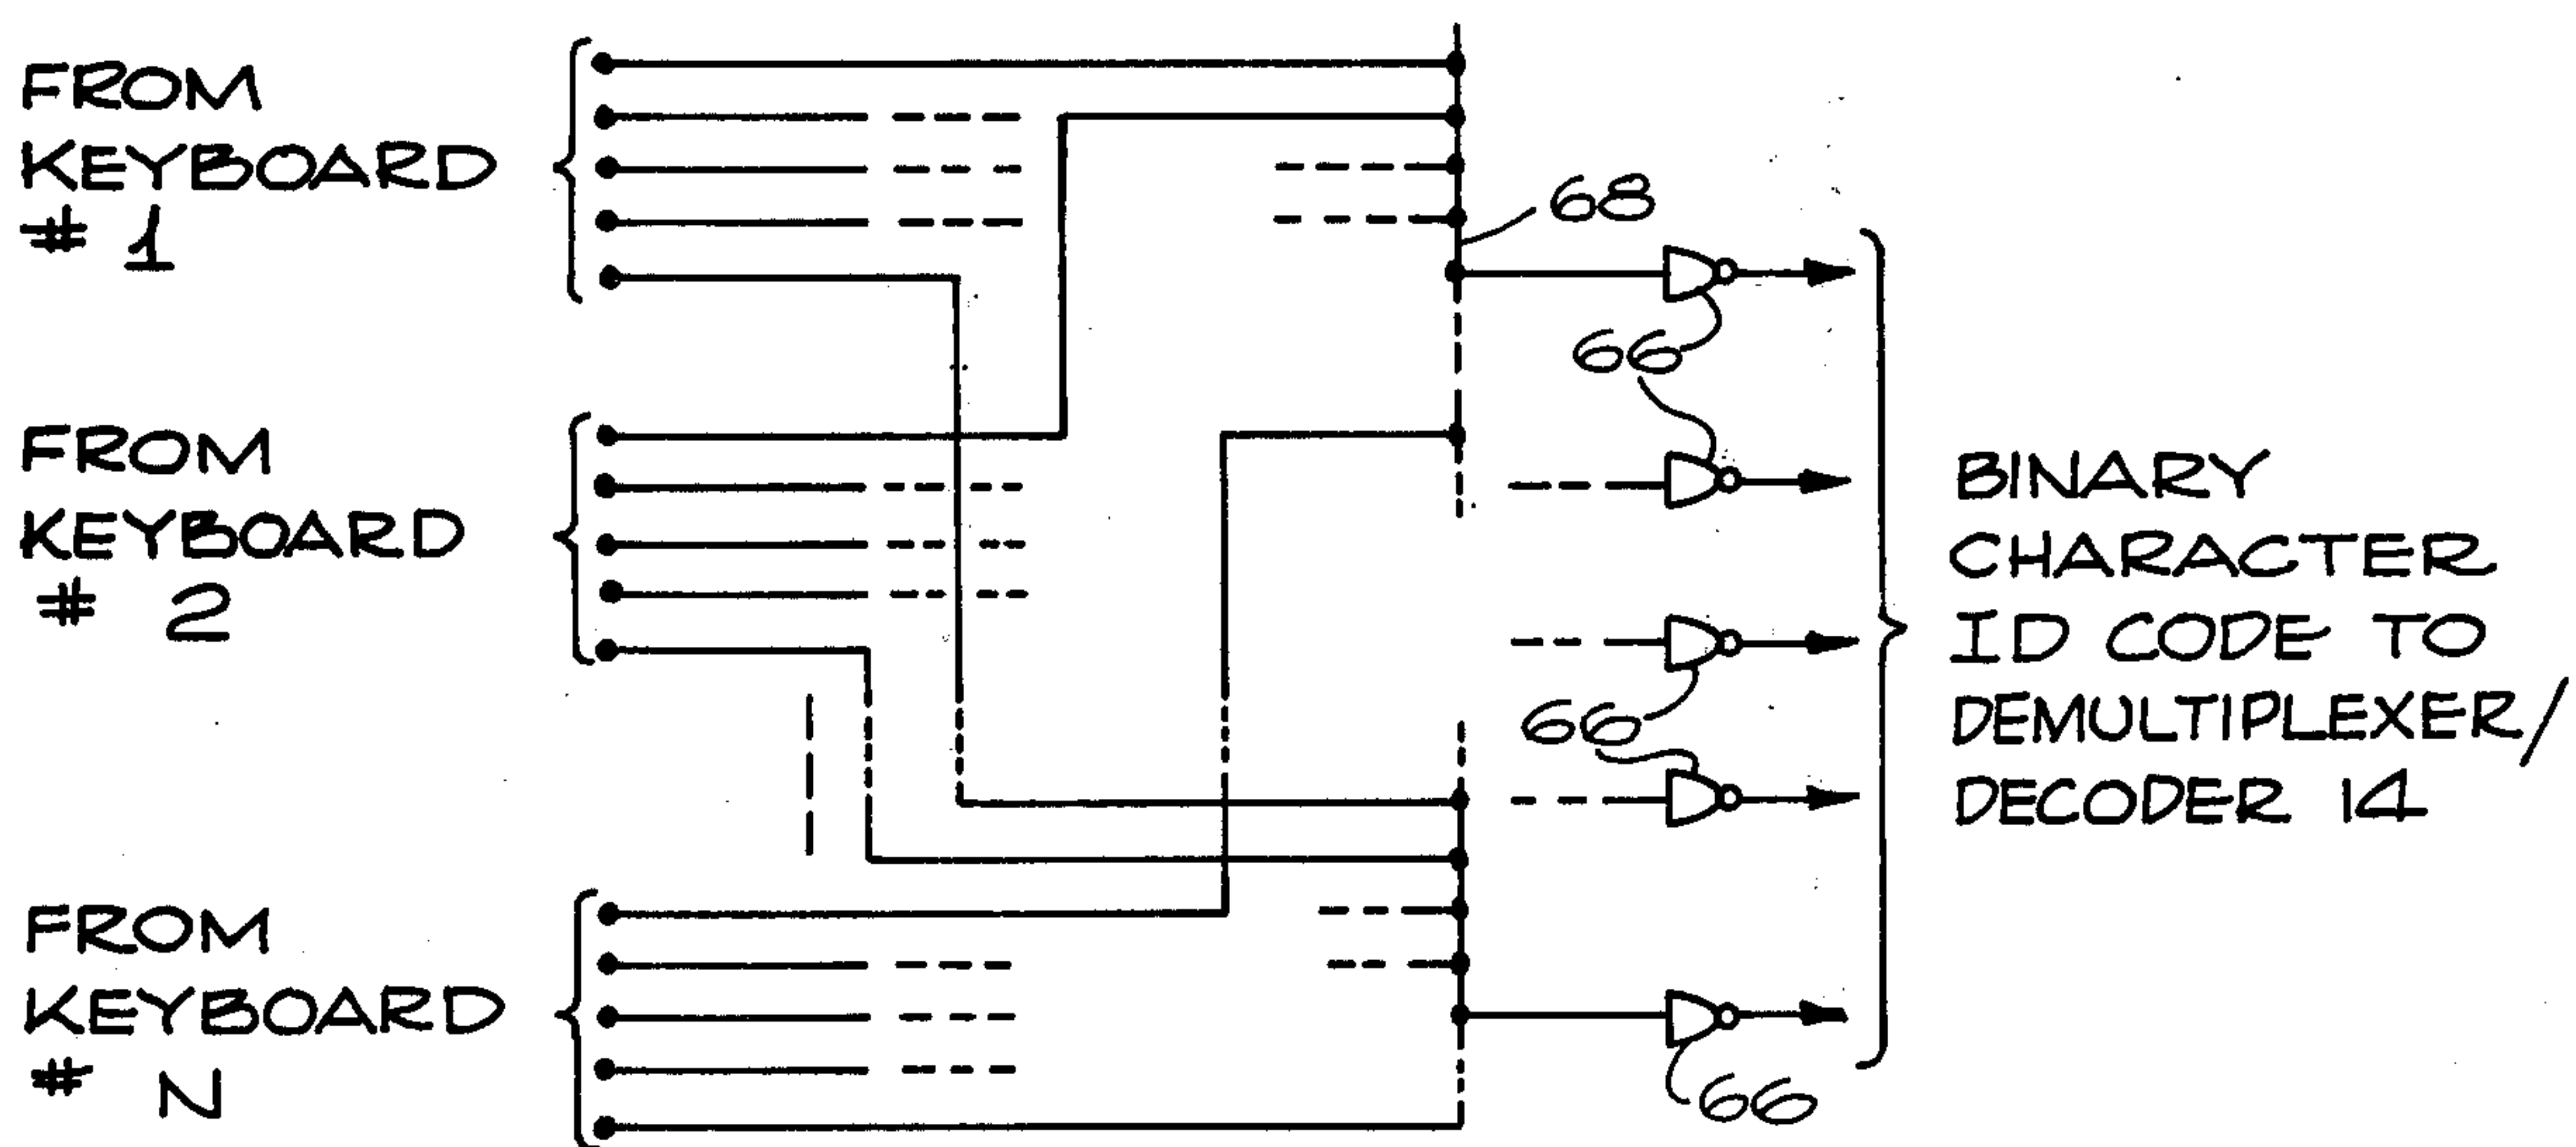 FROM
KEYBOARD
# 1
FROM
KEYBOARD
# 2
FROM
KEYBOARD
# N
68
66
66
66
BINARY
CHARACTER
ID CODE TO
DEMULTIPLEXER/
DECODER 14